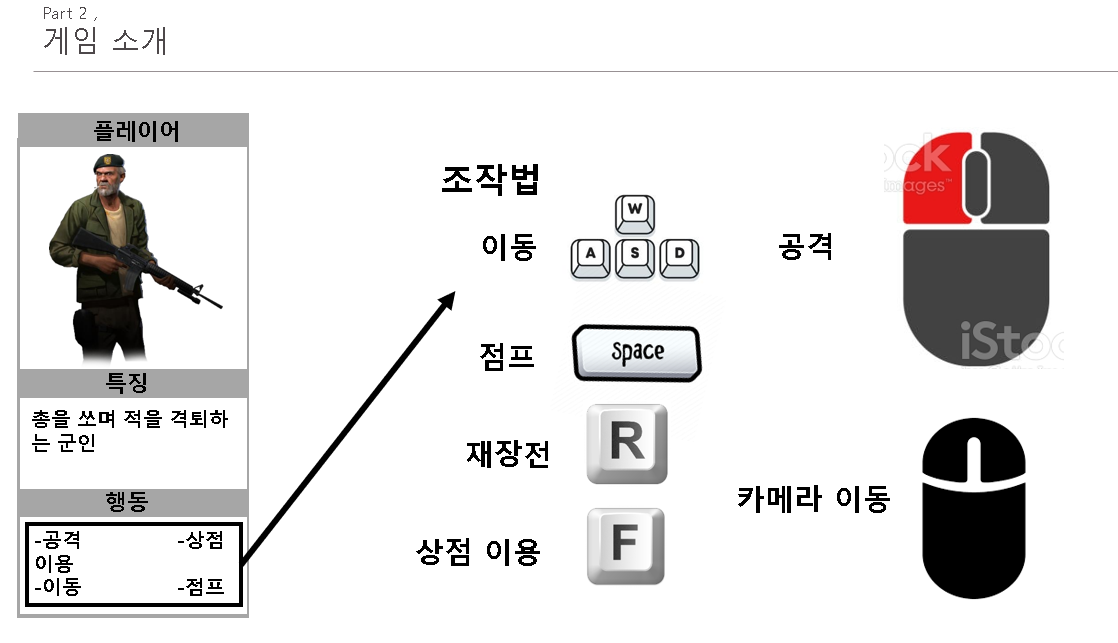 Part 2 ,
게임 소개
플레이어
특징
총을 쏘며 적을 격퇴하
는 군인
행동
-공격 -상점
이용
-이동 -점프
조작법
이동
W
A S D
점프
Space
재장전
R
상점 이용
F
공격
ock
images™
iStoc
카메라 이동